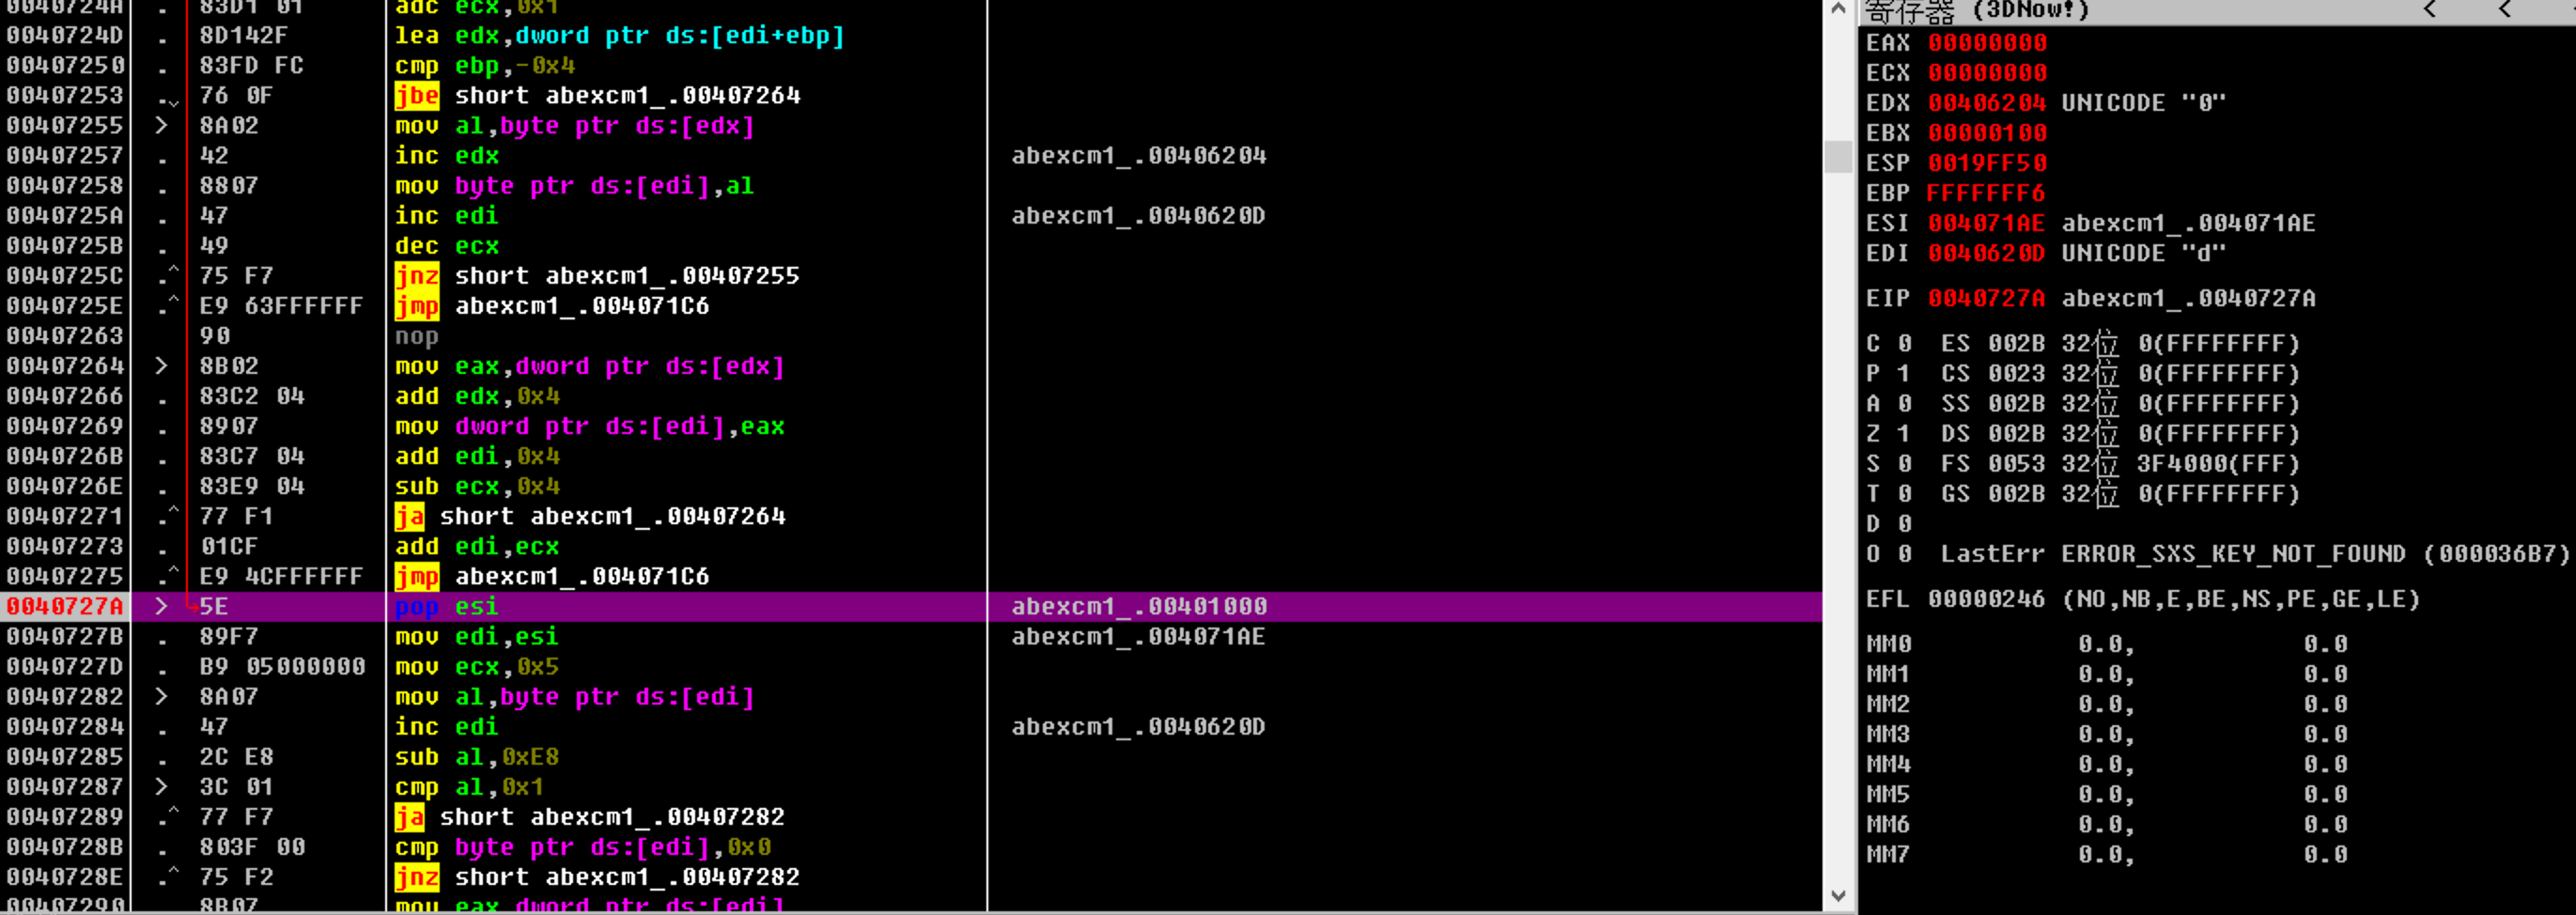 0040724A . 83D1 01 adc ecx,0x1
0040724D . 8D142F lea edx,dword ptr ds:[edi+ebp]
00407250 . 83FD FC cmp ebp,-0x4
00407253 . 76 0F jbe short abexcm1_.00407264
00407255 > 8A02 mov al,byte ptr ds:[edx]
00407257 . 42 inc edx abexcm1_.00406204
00407258 . 8807 mov byte ptr ds:[edi],al
0040725A . 47 inc edi abexcm1_.0040620D
0040725B . 49 dec ecx
0040725C .^ 75 F7 jnz short abexcm1_.00407255
0040725E .^ E9 63FFFFFF jmp abexcm1_.004071C6
00407263 90 nop
00407264 > 8B02 mov eax,dword ptr ds:[edx]
00407266 . 83C2 04 add edx,0x4
00407269 . 8907 mov dword ptr ds:[edi],eax
0040726B . 83C7 04 add edi,0x4
0040726E . 83E9 04 sub ecx,0x4
00407271 .^ 77 F1 ja short abexcm1_.00407264
00407273 . 01CF add edi,ecx
00407275 .^ E9 4CFFFFFF jmp abexcm1_.004071C6
0040727A > 5E pop esi abexcm1_.00401000
0040727B . 89F7 mov edi,esi abexcm1_.004071AE
0040727D . B9 05000000 mov ecx,0x5
00407282 > 8A07 mov al,byte ptr ds:[edi]
00407284 . 47 inc edi abexcm1_.0040620D
00407285 . 2C E8 sub al,0xE8
00407287 > 3C 01 cmp al,0x1
00407289 .^ 77 F7 ja short abexcm1_.00407282
0040728B . 803F 00 cmp byte ptr ds:[edi],0x0
0040728E .^ 75 F2 jnz short abexcm1_.00407282
00407290 8B07 mov eax dword ptr ds:[edi]
寄存器 (3DNow!) < <
EAX 00000000
ECX 00000000
EDX 00406204 UNICODE "0"
EBX 00000100
ESP 0019FF50
EBP FFFFFFF6
ESI 004071AE abexcm1_.004071AE
EDI 0040620D UNICODE "d"
EIP 0040727A abexcm1_.0040727A
C 0 ES 002B 32位 0(FFFFFFFF)
P 1 CS 0023 32位 0(FFFFFFFF)
A 0 SS 002B 32位 0(FFFFFFFF)
Z 1 DS 002B 32位 0(FFFFFFFF)
S 0 FS 0053 32位 3F4000(FFF)
T 0 GS 002B 32位 0(FFFFFFFF)
D 0
O 0 LastErr ERROR_SXS_KEY_NOT_FOUND (000036B7)
EFL 00000246 (NO,NB,E,BE,NS,PE,GE,LE)
MM0 0.0, 0.0
MM1 0.0, 0.0
MM2 0.0, 0.0
MM3 0.0, 0.0
MM4 0.0, 0.0
MM5 0.0, 0.0
MM6 0.0, 0.0
MM7 0.0, 0.0